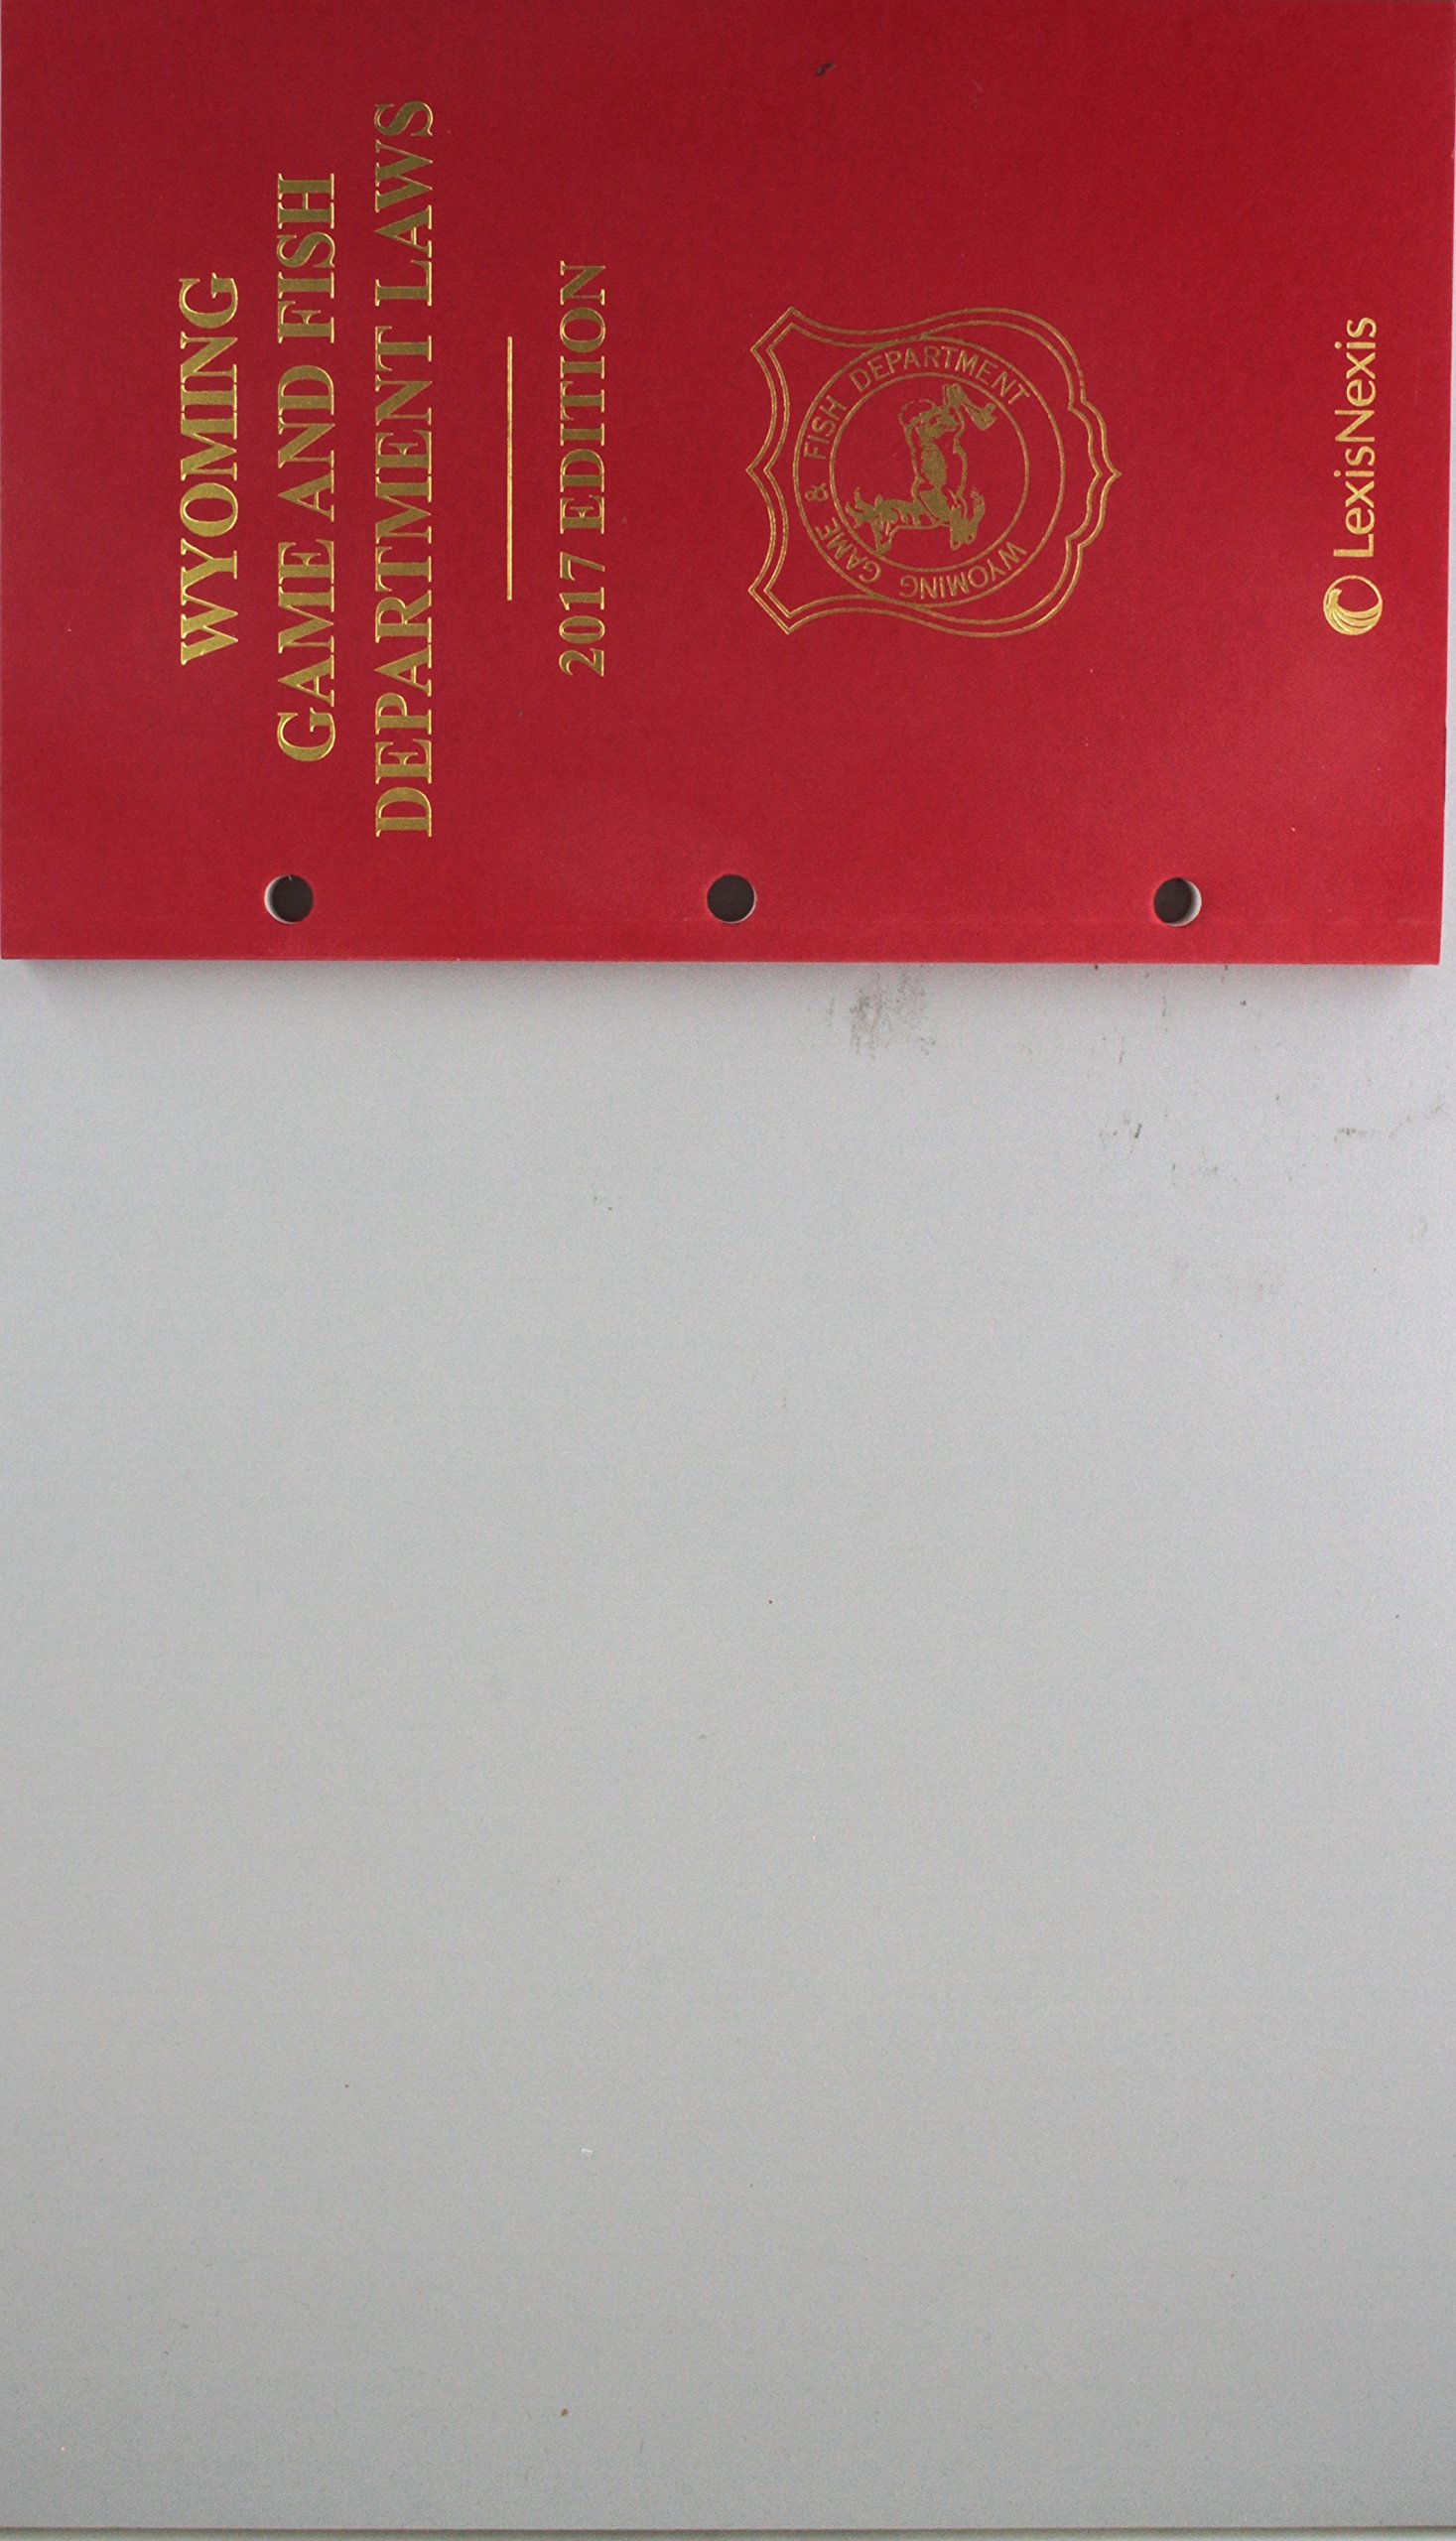 WYOMING
GAME AND FISH
DEPARTMENT LAWS
2017 EDITION
WYOMING GAME & FISH DEPARTMENT
LexisNexis